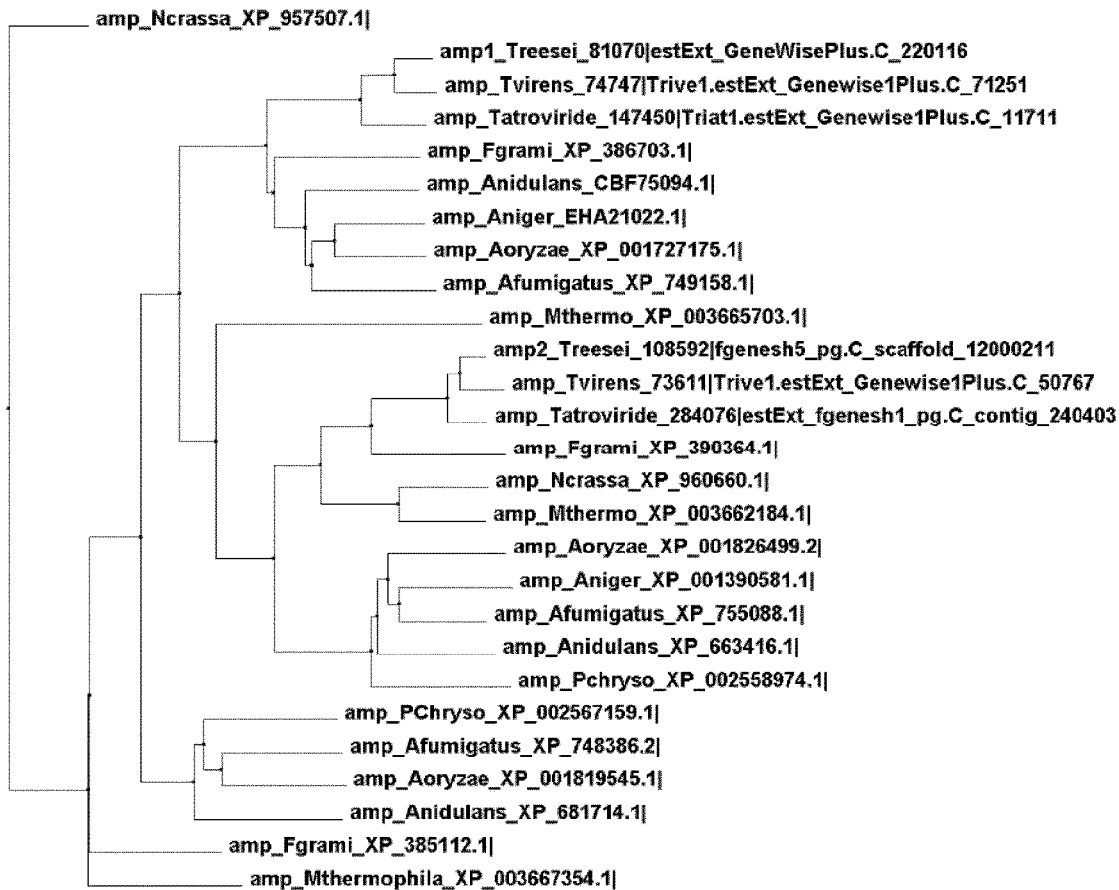 amp_Ncrassa_XP_957507.1|
amp1_Treesei_81070|estExt_GeneWisePlus.C_220116
amp_Tvirens_74747|Trive1.estExt_Genewise1Plus.C_71251
amp_Tatroviride_147450|Triat1.estExt_Genewise1Plus.C_11711
amp_Fgrami_XP_386703.1|
amp_Anidulans_CBF75094.1|
amp_Aniger_EHA21022.1|
amp_Aoryzae_XP_001727175.1|
amp_Afumigatus_XP_749158.1|
amp_Mthermo_XP_003665703.1|
amp2_Treesei_108592|fgenesh5_pg.C_scaffold_12000211
amp_Tvirens_73611|Trive1.estExt_Genewise1Plus.C_50767
amp_Tatroviride_284076|estExt_fgenesh1_pg.C_contig_240403
amp_Fgrami_XP_390364.1|
amp_Ncrassa_XP_960660.1|
amp_Mthermo_XP_003662184.1|
amp_Aoryzae_XP_001826499.2|
amp_Aniger_XP_001390581.1|
amp_Afumigatus_XP_755088.1|
amp_Anidulans_XP_663416.1|
amp_Pchryso_XP_002558974.1|
amp_PChryso_XP_002567159.1|
amp_Afumigatus_XP_748386.2|
amp_Aoryzae_XP_001819545.1|
amp_Anidulans_XP_681714.1|
amp_Fgrami_XP_385112.1|
amp_Mthermophila_XP_003667354.1|